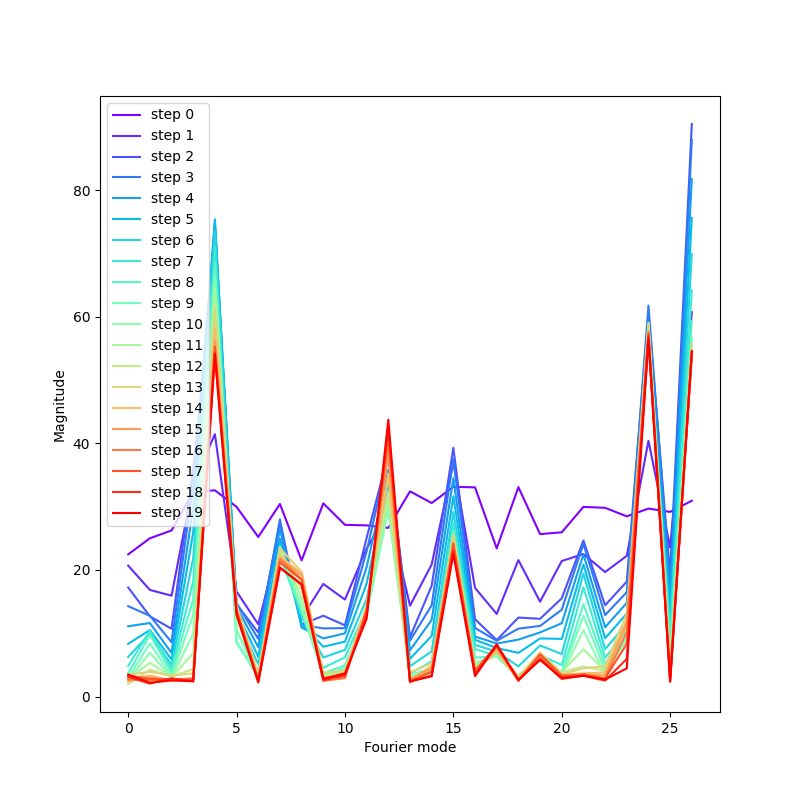 step 0
step 1
step 2
step 3
step 4
step 5
step 6
step 7
step 8
step 9
step 10
step 11
step 12
step 13
step 14
step 15
step 16
step 17
step 18
step 19
80
60
40
20
0
Magnitude
0 5 10 15 20 25
Fourier mode